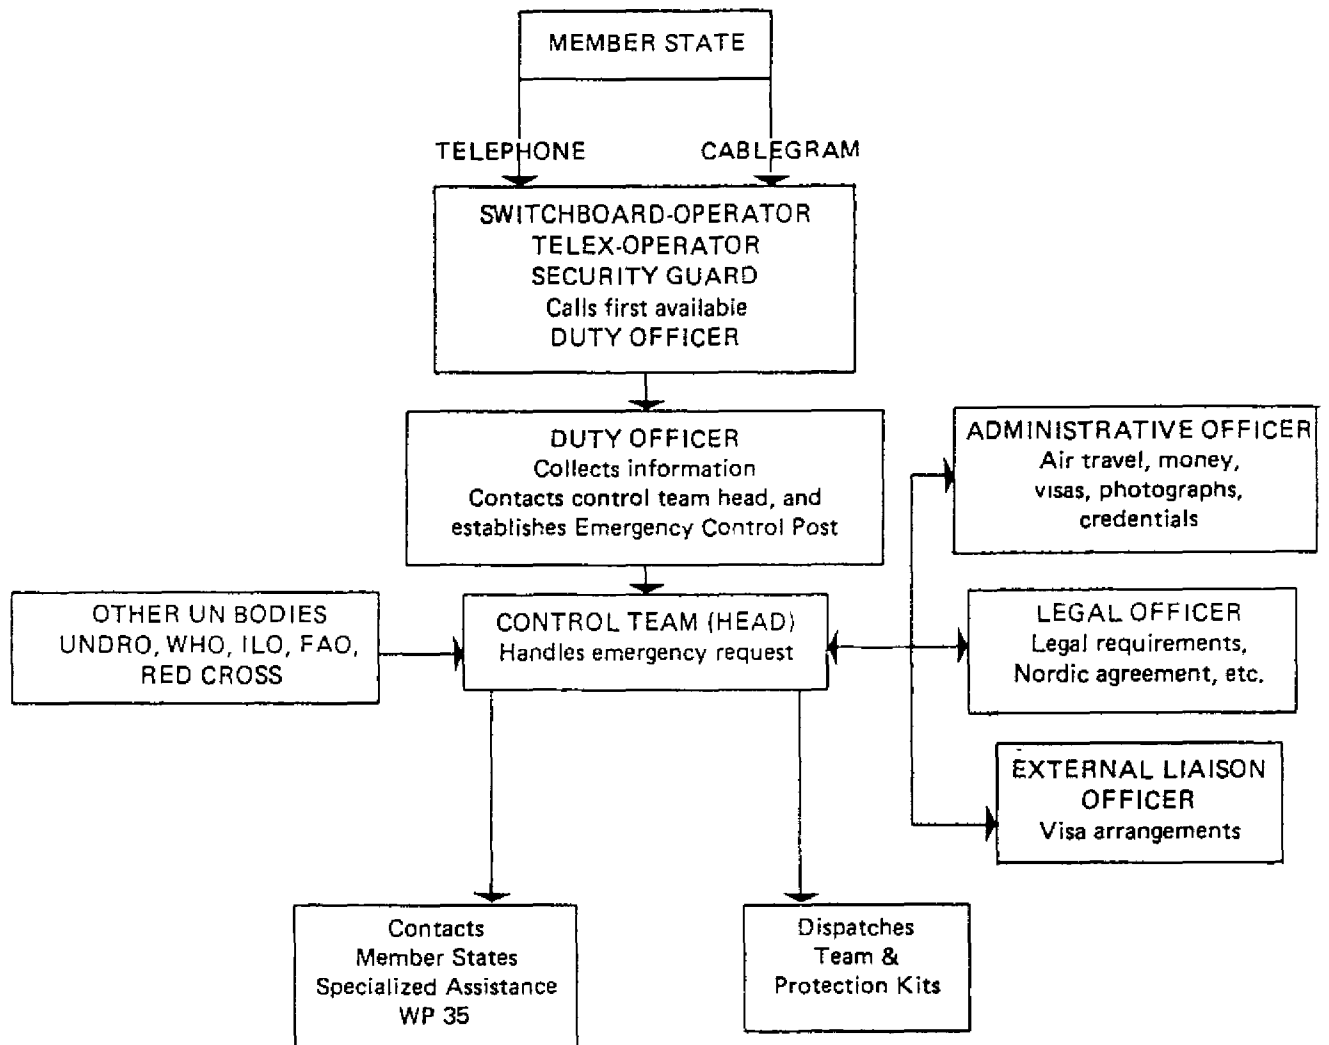 MEMBER STATE
TELEPHONE
CABLEGRAM
SWITCHBOARD-OPERATOR
TELEX-OPERATOR
SECURITY GUARD
Calls first available
DUTY OFFICER
DUTY OFFICER
Collects information
Contacts control team head, and
establishes Emergency Control Post
ADMINISTRATIVE OFFICER
Air travel, money,
visas, photographs,
credentials
OTHER UN BODIES
UNDRO, WHO, ILO, FAO,
RED CROSS
CONTROL TEAM (HEAD)
Handles emergency request
LEGAL OFFICER
Legal requirements,
Nordic agreement, etc.
EXTERNAL LIAISON
OFFICER
Visa arrangements
Contacts
Member States
Specialized Assistance
WP 35
Dispatches
Team &
Protection Kits